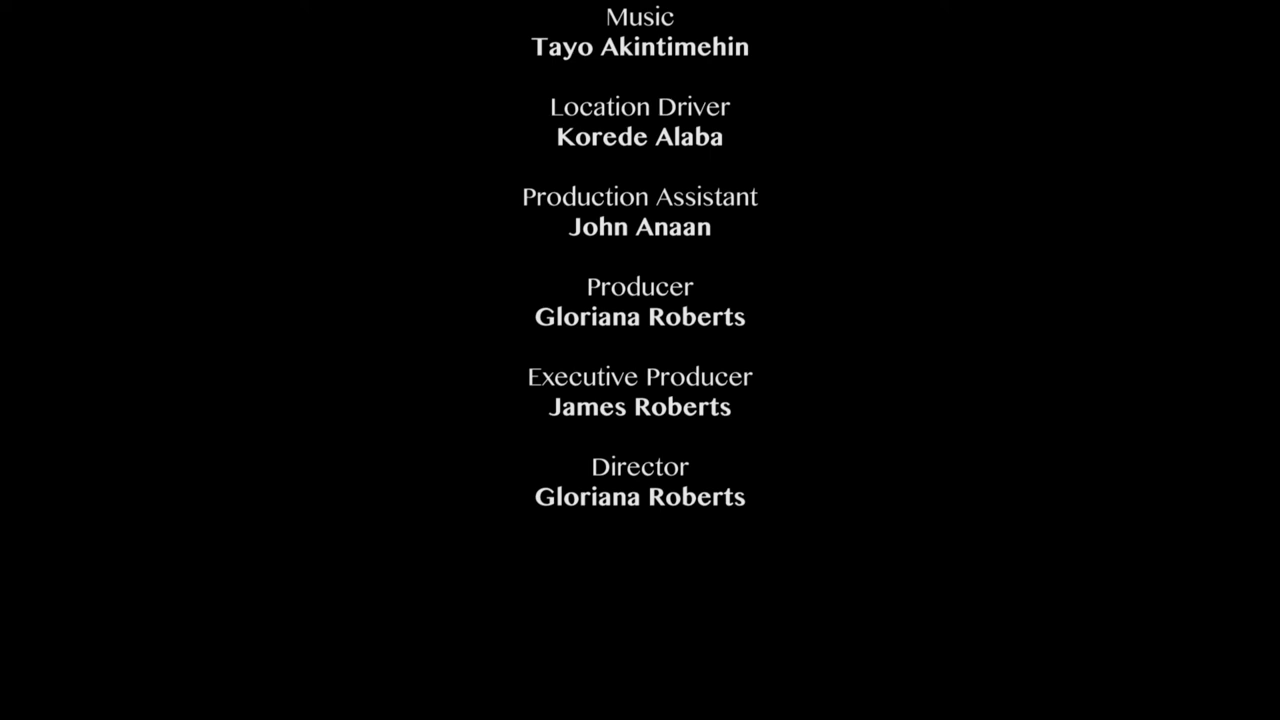 Music
Tayo Akintimehin
Location Driver
Korede Alaba
Production Assistant
John Anaan
Producer
Gloriana Roberts
Executive Producer
James Roberts
Director
Gloriana Roberts